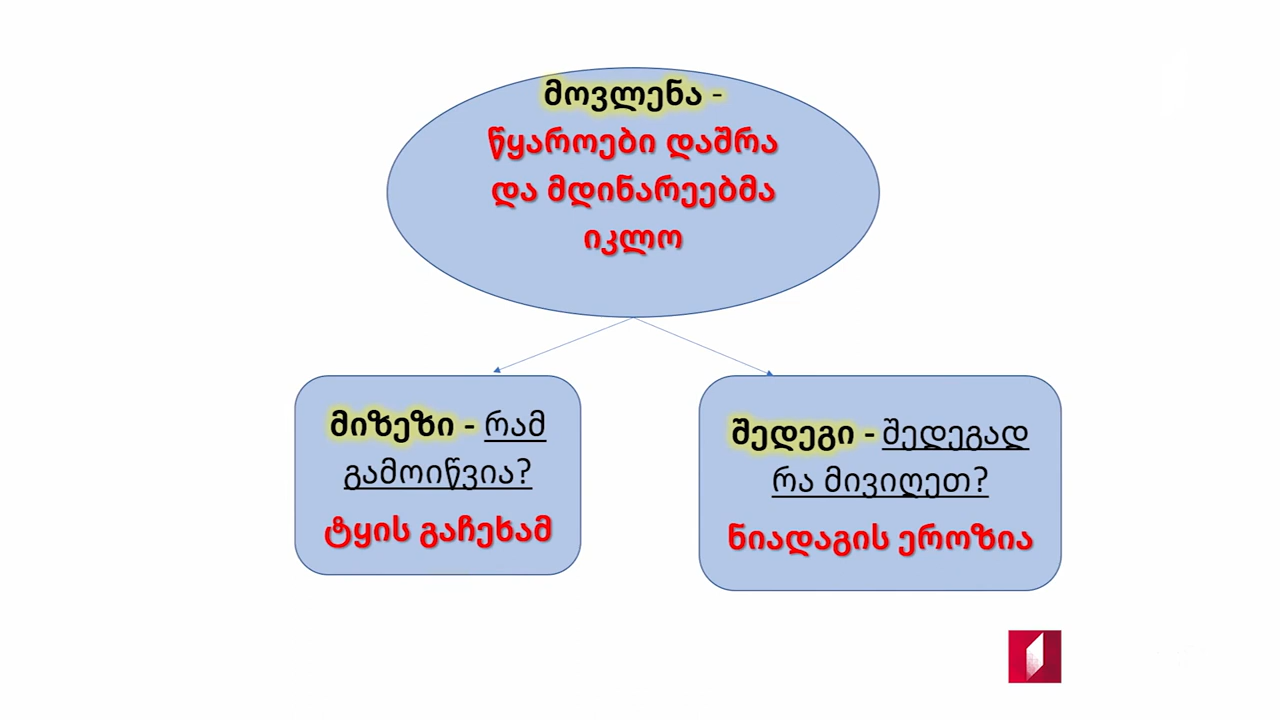 მოვლენა -
წყაროები დაშრა
და მდინარეებმა
იკლო
მიზეზი - რამ
გამოიწვია?
ტყის გაჩეხამ
შედეგი - შედეგად
რა მივიღეთ?
ნიადაგის ეროზია